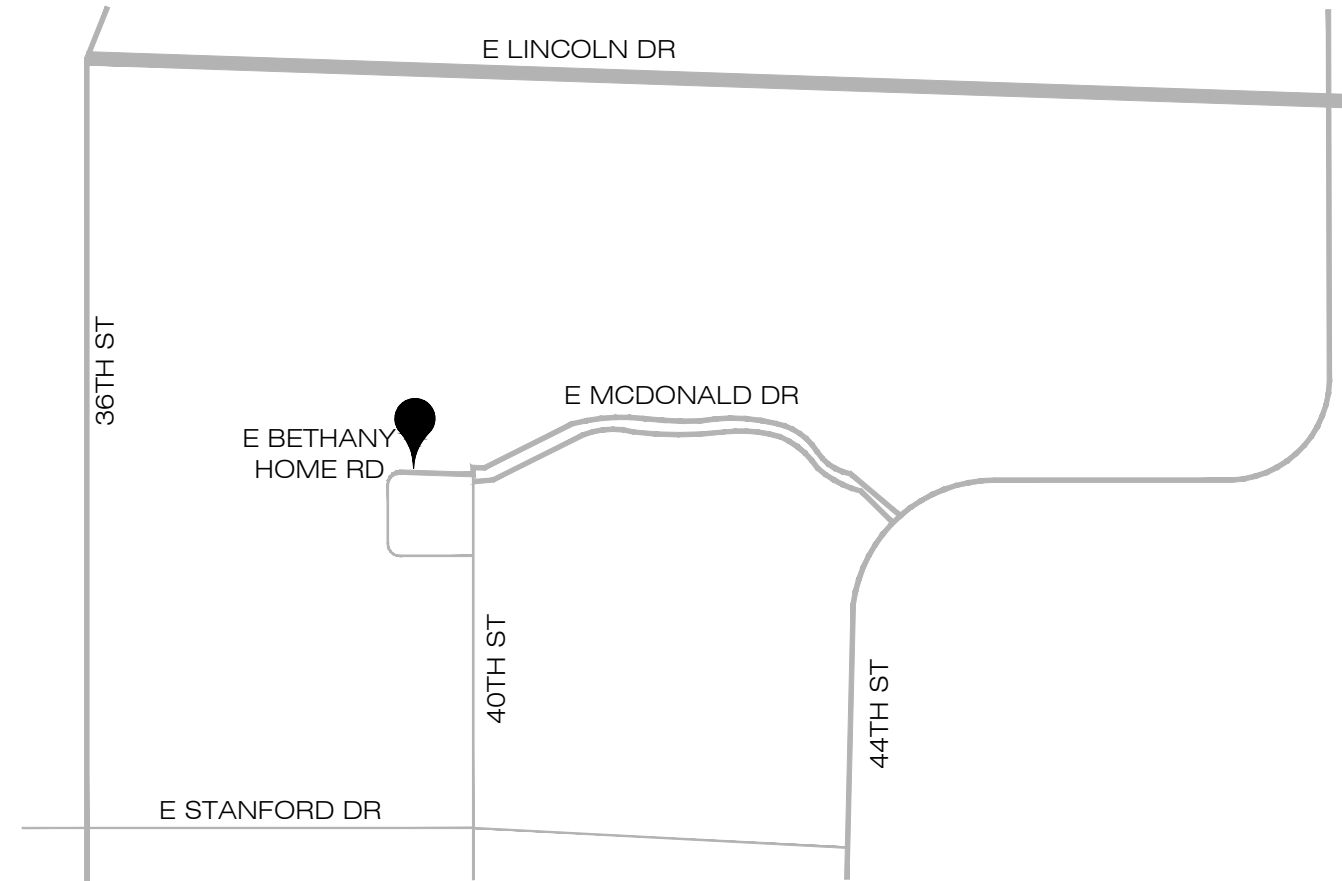 E LINCOLN DR
36TH ST
E MCDONALD DR
E BETHANY
HOME RD
40TH ST
44TH ST
E STANFORD DR